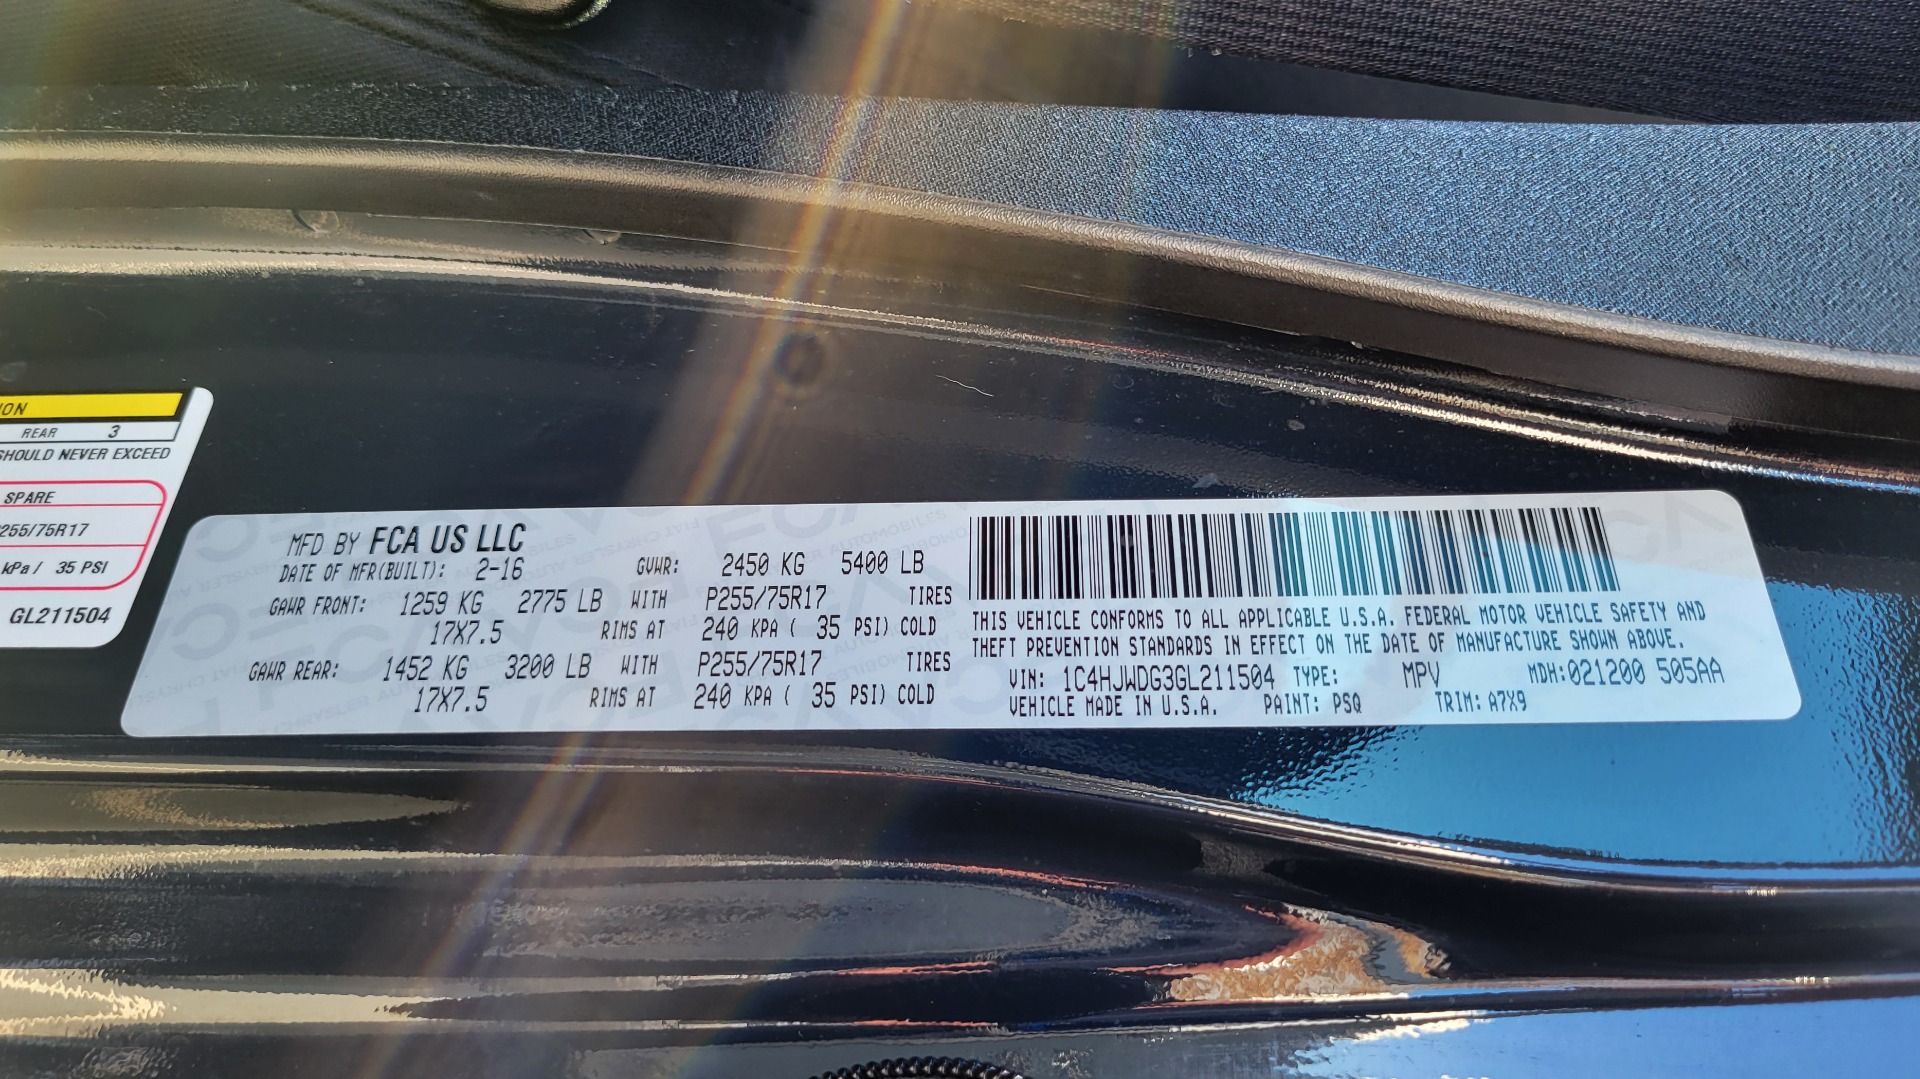 ION
REAR 3
SHOULD NEVER EXCEED
SPARE
255/75R17
kPa / 35 PSI
GL211504
MFD BY FCA US LLC
DATE OF MFR(BUILT): 2-16 GVWR: 2450 KG 5400 LB
GAWR FRONT: 1259 KG 2775 LB WITH P255/75R17 TIRES
17X7.5 RIMS AT 240 KPA ( 35 PSI) COLD
GAWR REAR: 1452 KG 3200 LB WITH P255/75R17 TIRES
17X7.5 RIMS AT 240 KPA ( 35 PSI) COLD
THIS VEHICLE CONFORMS TO ALL APPLICABLE U.S.A. FEDERAL MOTOR VEHICLE SAFETY AND
THEFT PREVENTION STANDARDS IN EFFECT ON THE DATE OF MANUFACTURE SHOWN ABOVE.
VIN: 1C4HJWDG3GL211504 TYPE: MPV MDH:021200 505AA
VEHICLE MADE IN U.S.A. PAINT: PSQ TRIM: A7X9